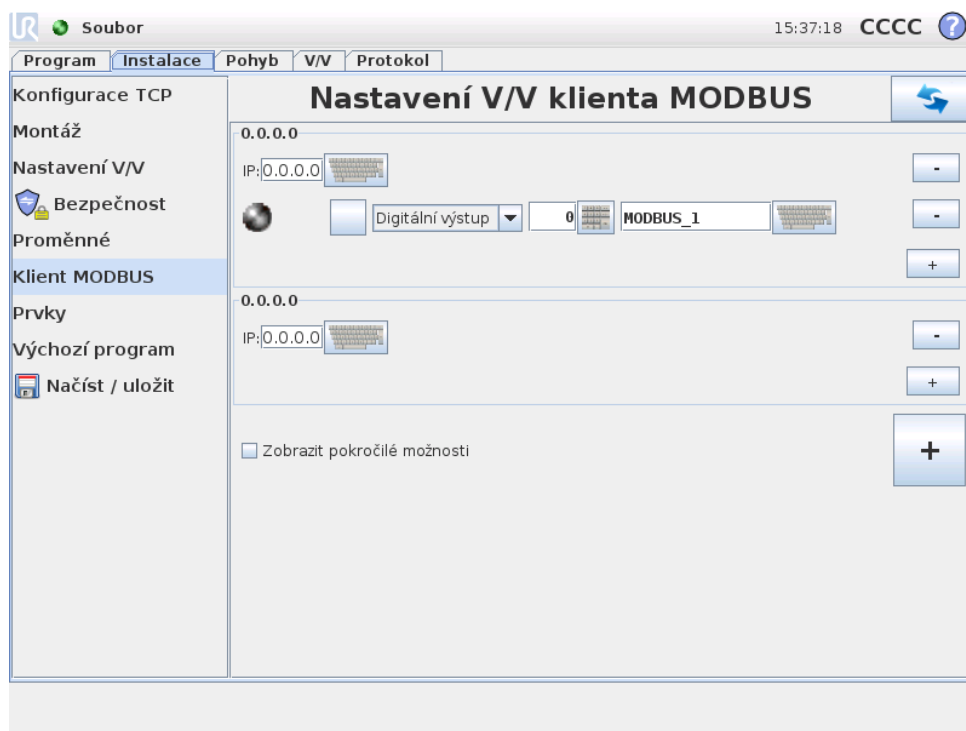 UR Soubor 15:37:18 CCCC ?
Program Instalace Pohyb V/V Protokol
Konfigurace TCP
Montáž
Nastavení V/V
Bezpečnost
Proměnné
Klient MODBUS
Prvky
Výchozí program
Načíst / uložit
Nastavení V/V klienta MODBUS
0.0.0.0
IP: 0.0.0.0 -
Digitální výstup 0 MODBUS_1 -
+
0.0.0.0
IP: 0.0.0.0 -
+
Zobrazit pokročilé možnosti +